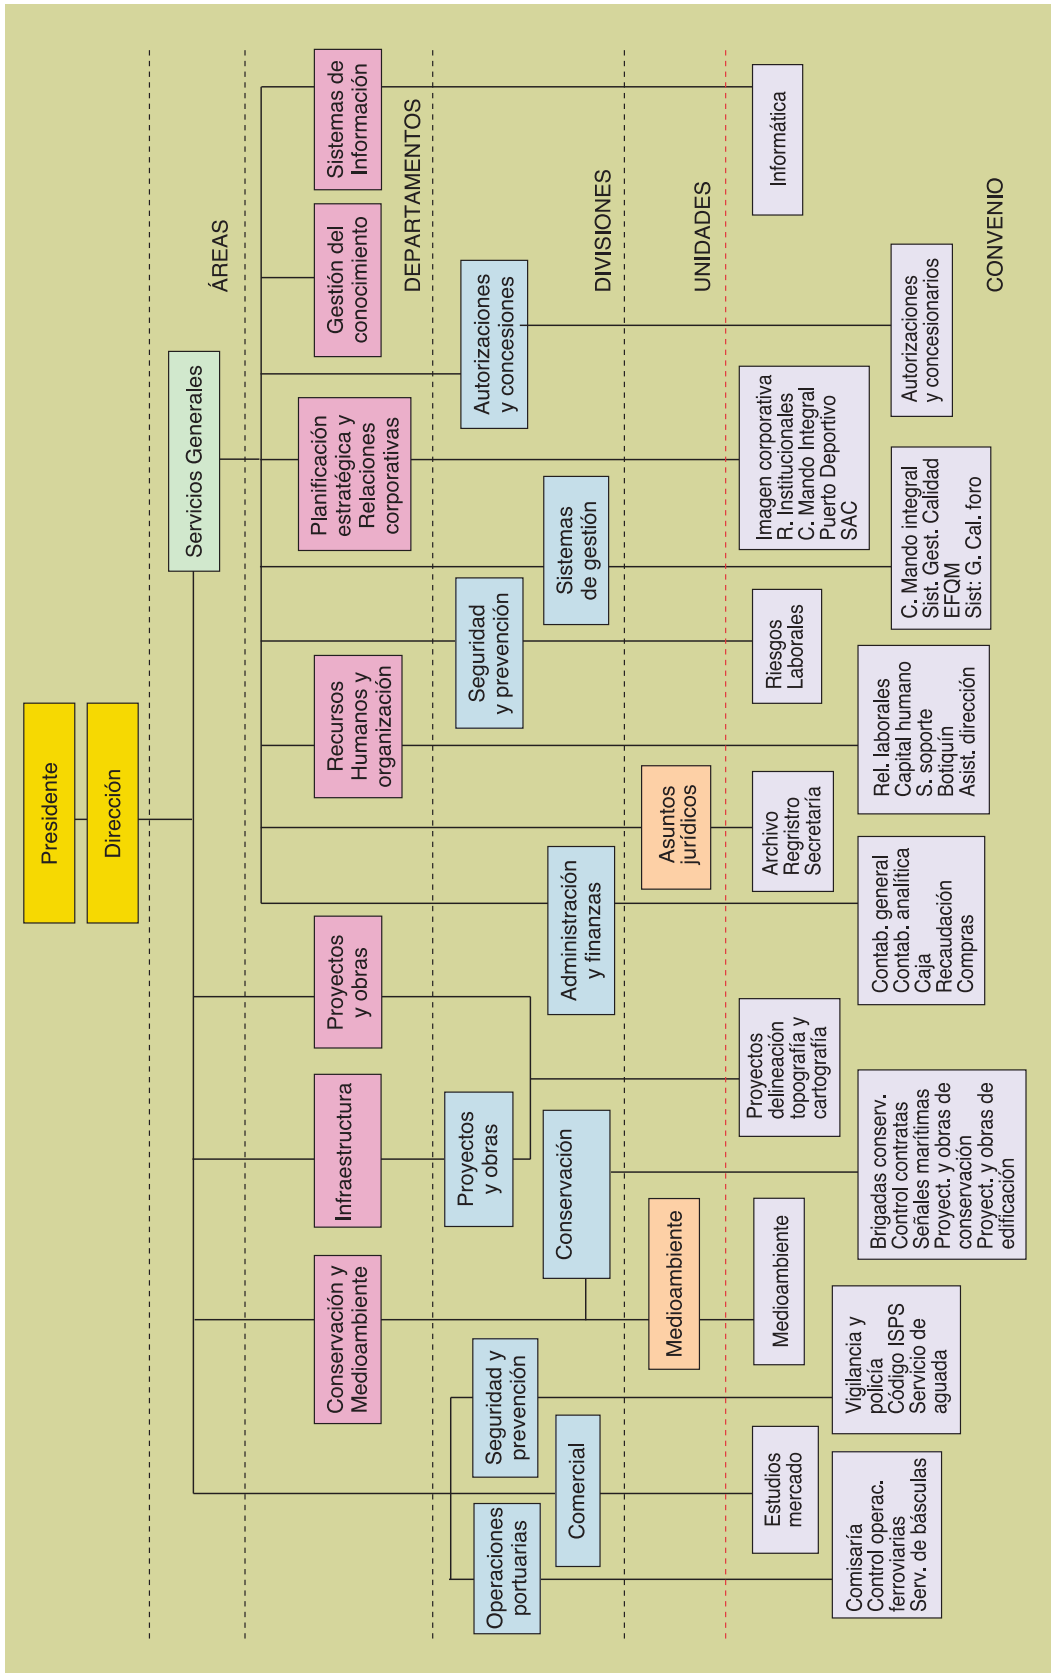 Presidente
Dirección
Servicios Generales
ÁREAS
Conservación y
Medioambiente
Infraestructura
Proyectos
y obras
Recursos
Humanos y
organización
Planificación
estratégica y
Relaciones
corporativas
Gestión del
conocimiento
Sistemas de
Información
DEPARTAMENTOS
Operaciones
portuarias
Seguridad y
prevención
Comercial
Proyectos
y obras
Conservación
Administración
y finanzas
Seguridad
y prevención
Sistemas
de gestión
Autorizaciones
y concesiones
DIVISIONES
Medioambiente
Asuntos
jurídicos
UNIDADES
Estudios
mercado
Medioambiente
Proyectos
delineación
topografía y
cartografía
Archivo
Regristro
Secretaría
Riesgos
Laborales
Imagen corporativa
R. Institucionales
C. Mando Integral
Puerto Deportivo
SAC
Informática
Comisaría
Control operac.
ferroviarias
Serv. de básculas
Vigilancia y
policía
Código ISPS
Servicio de
aguada
Brigadas conserv.
Control contratas
Señales marítimas
Proyect. y obras de
conservación
Proyect. y obras de
edificación
Contab. general
Contab. analítica
Caja
Recaudación
Compras
Rel. laborales
Capital humano
S. soporte
Botiquín
Asist. dirección
C. Mando integral
Sist. Gest. Calidad
EFQM
Sist: G. Cal. foro
Autorizaciones
y concesionarios
CONVENIO